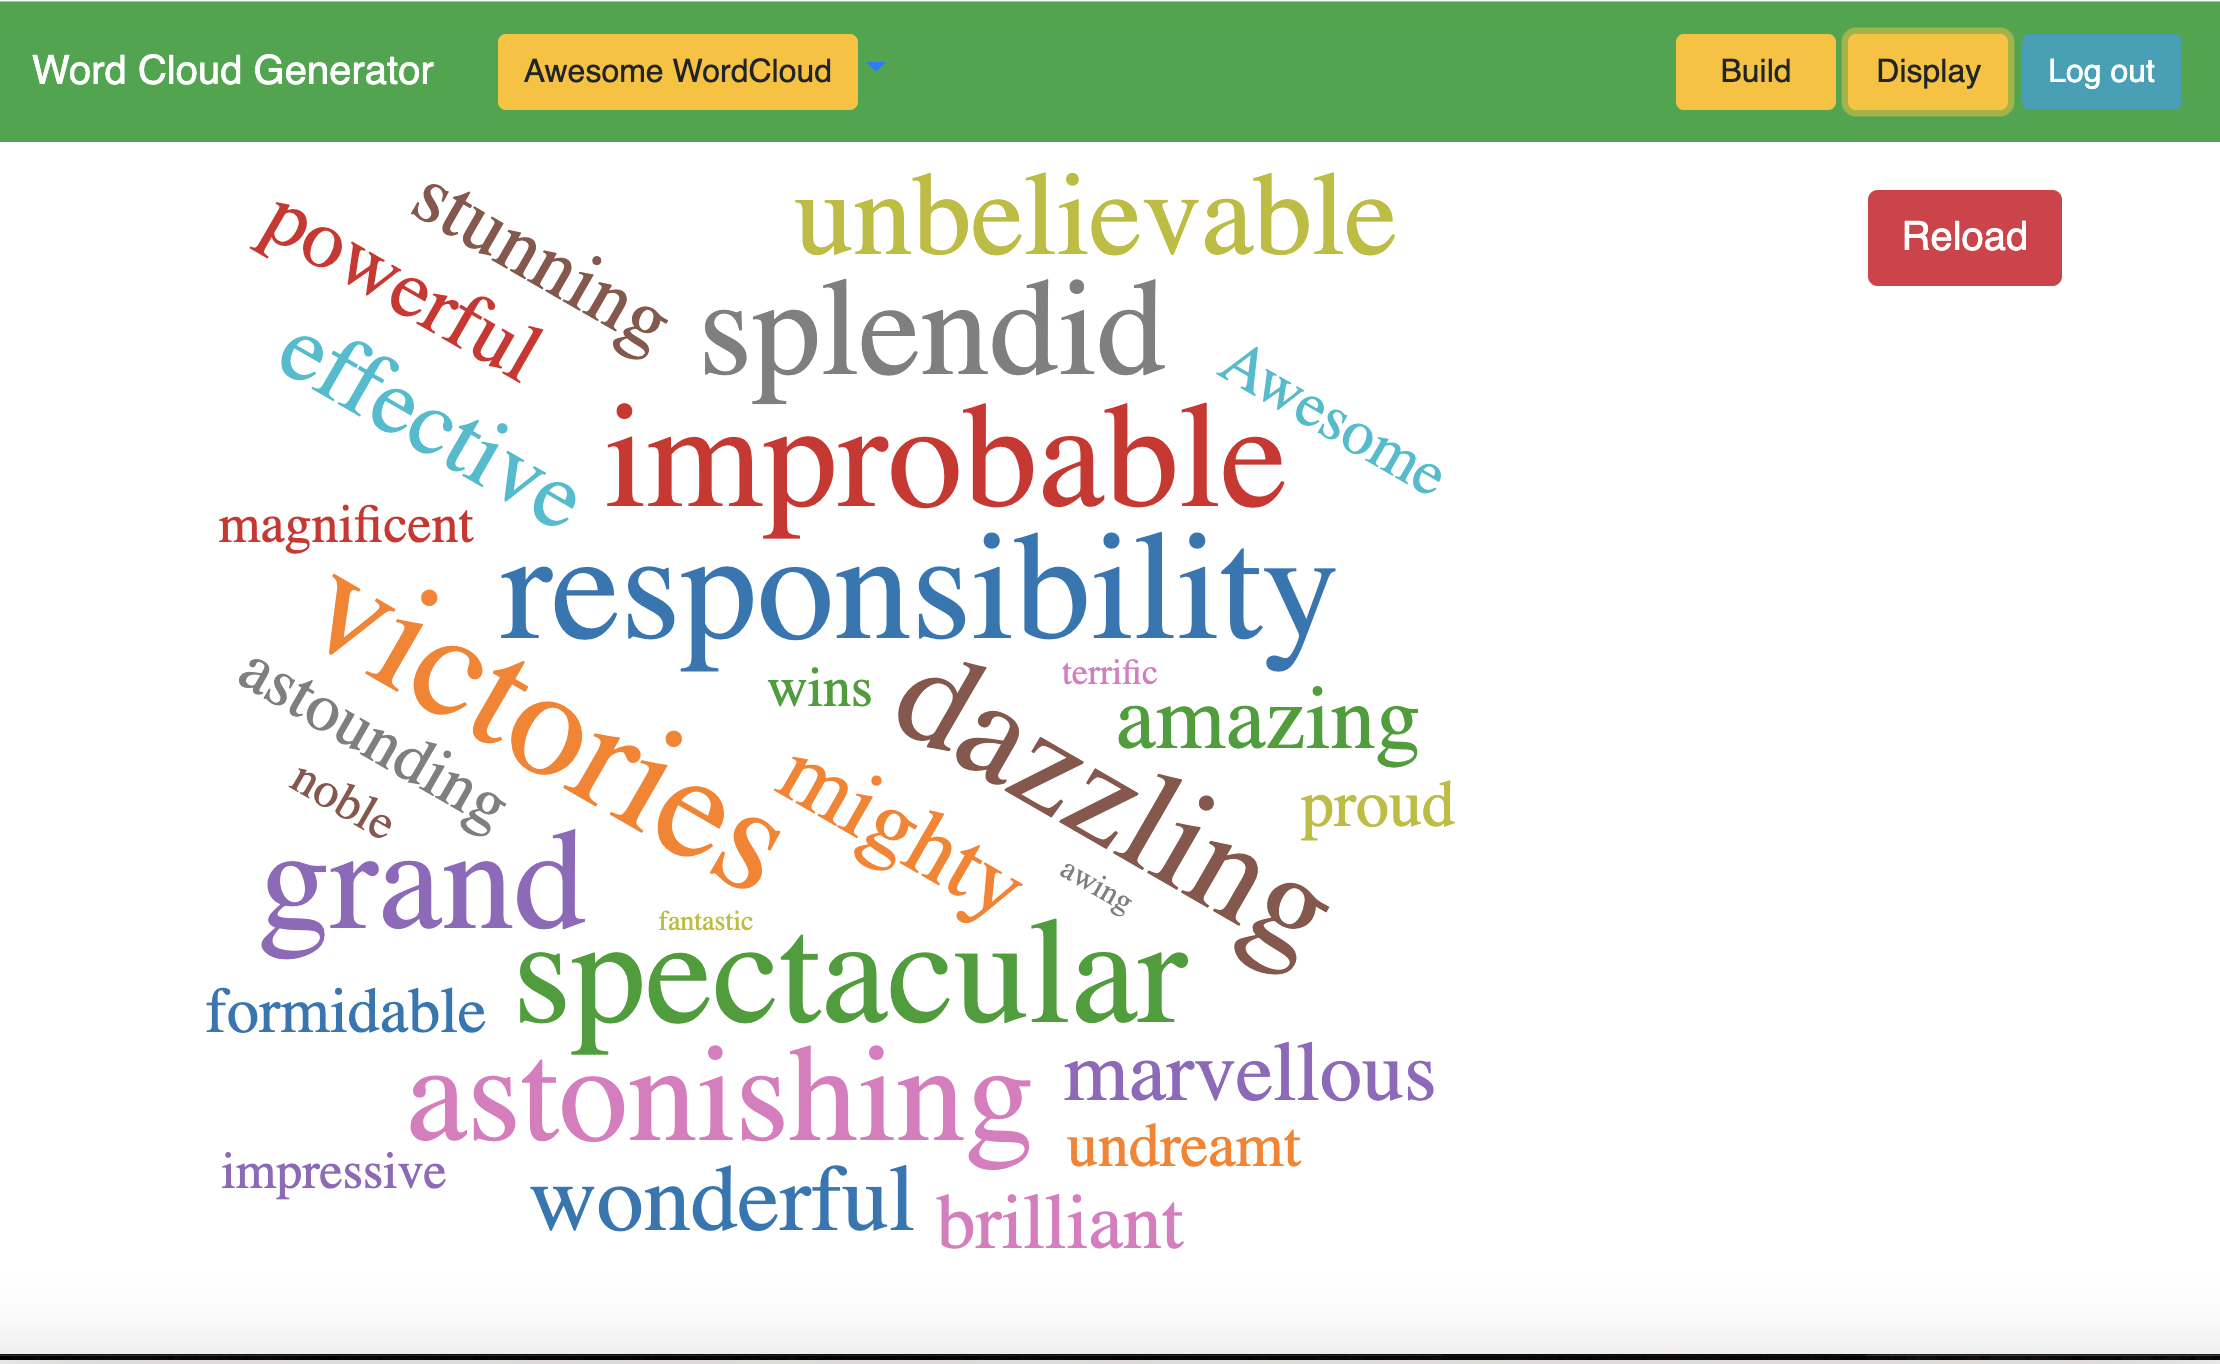 Word Cloud Generator
Awesome WordCloud
Build
Display
Log out
Reload
stunning
unbelievable
powerful
splendid
effective
Awesome
improbable
magnificent
responsibility
victories
wins
terrific
dazzling
amazing
astounding
mighty
noble
proud
grand
awing
fantastic
spectacular
formidable
astonishing
marvellous
undreamt
impressive
wonderful
brilliant